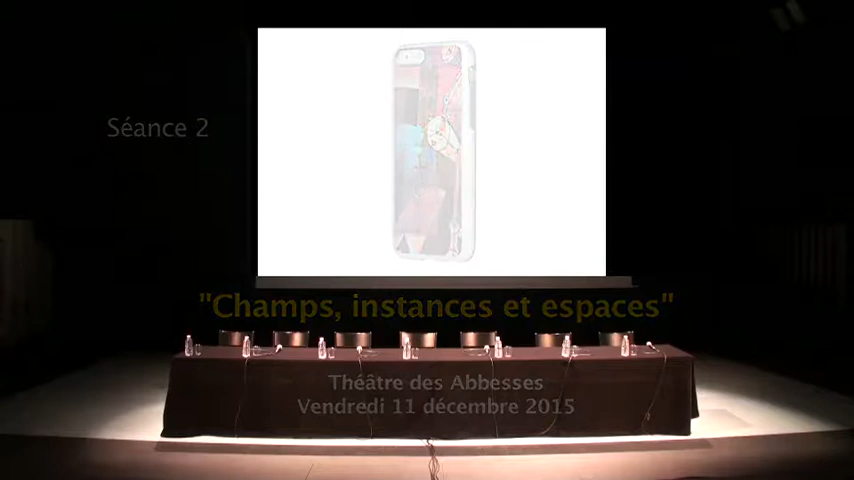 Séance 2
"Champs, instances et espaces"
Théâtre des Abbesses
Vendredi 11 décembre 2015